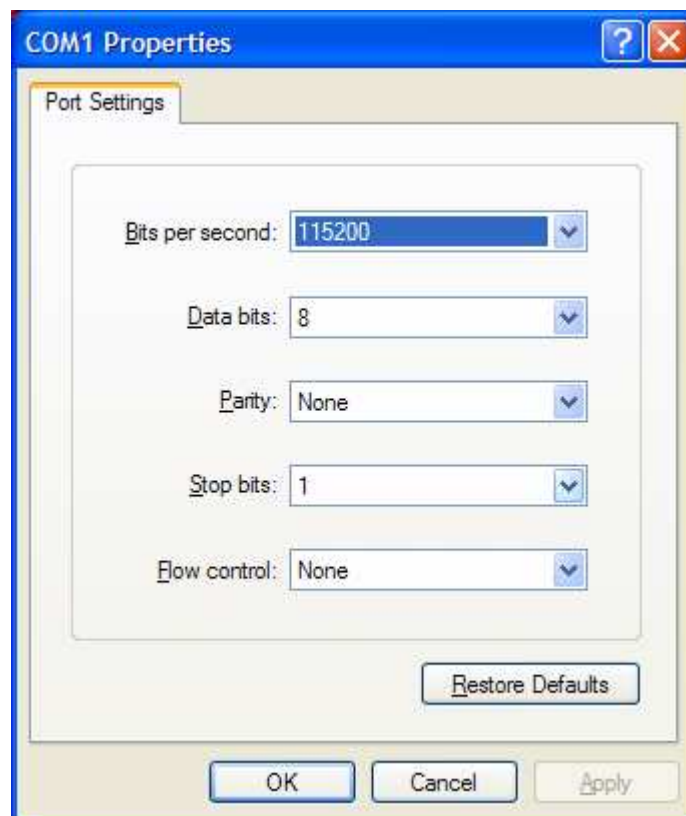 COM1 Properties
Port Settings
Bits per second: 115200
Data bits: 8
Parity: None
Stop bits: 1
Flow control: None
Restore Defaults
OK Cancel Apply